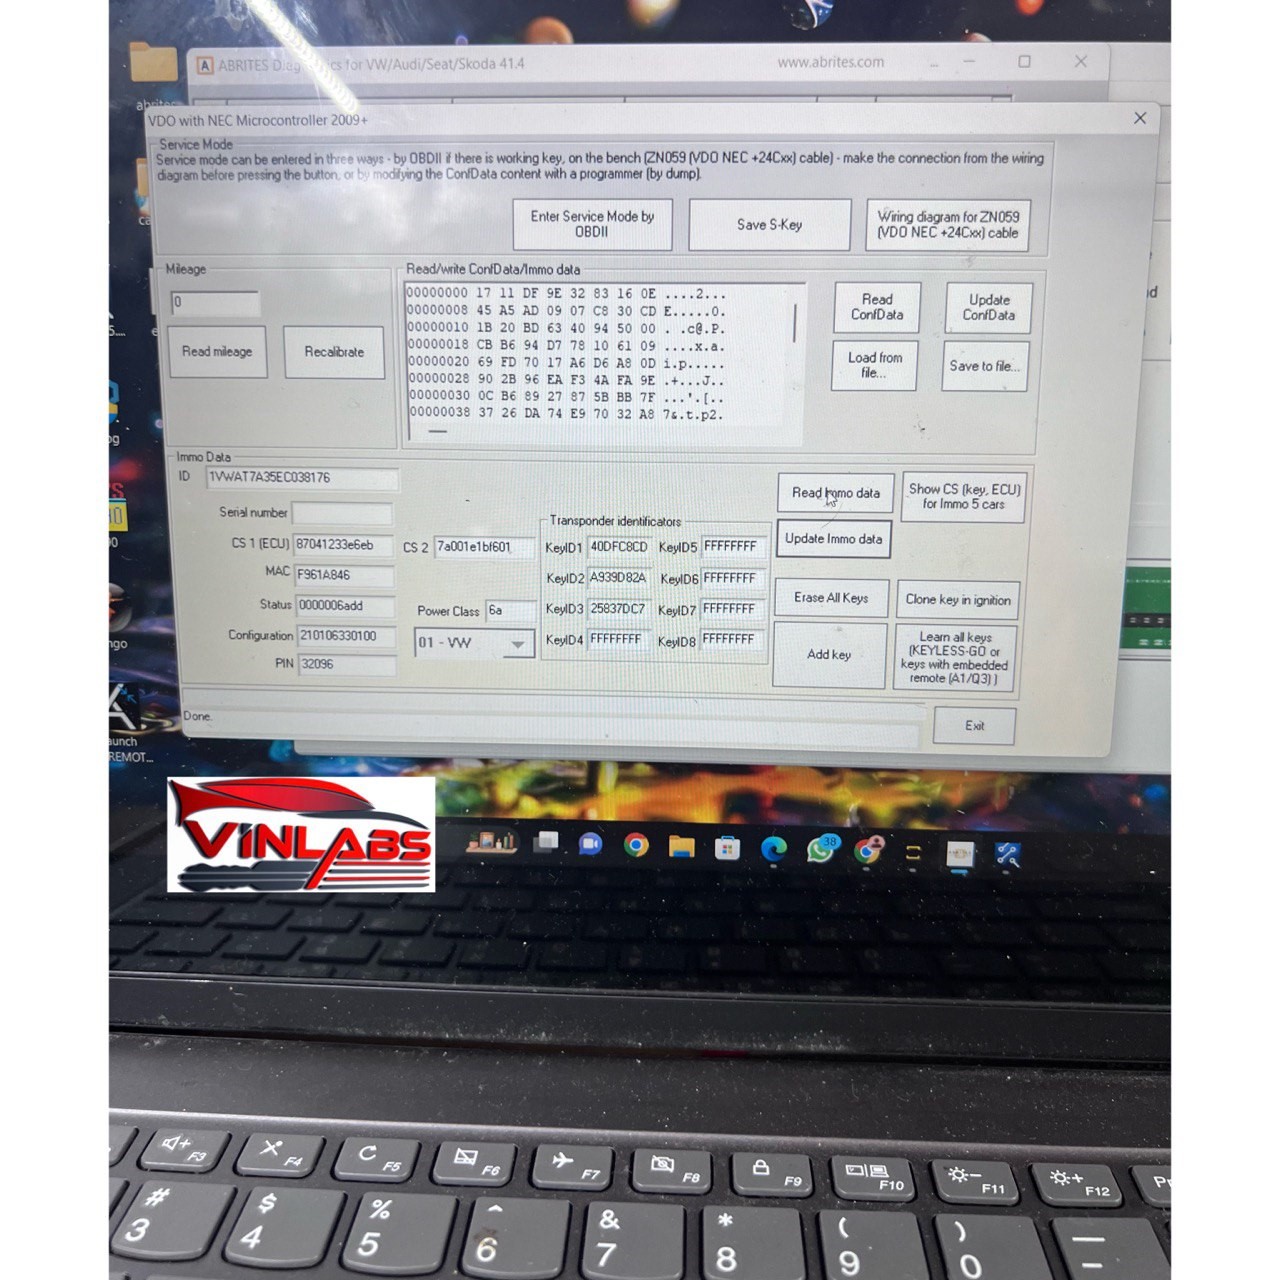 ABRITES Diagnostics for VW/Audi/Seat/Skoda 41.4
www.abrites.com
VDO with NEC Microcontroller 2009+
Service Mode
Service mode can be entered in three ways - by OBDII if there is working key, on the bench (ZN059 (VDO NEC +24Cxx) cable) - make the connection from the wiring
diagram before pressing the button, or by modifying the ConfData content with a programmer (by dump).
Enter Service Mode by
OBDII
Save S-Key
Wiring diagram for ZN059
(VDO NEC +24Cxx) cable
Mileage
0
Read mileage
Recalibrate
Read/write ConfData/Immo data
00000000 17 11 DF 9E 32 83 16 0E ....2...
00000008 45 A5 AD 09 07 C8 30 CD E.....0.
00000010 1B 20 BD 63 40 94 50 00 . .c@.P.
00000018 CB B6 94 D7 78 10 61 09 ....x.a.
00000020 69 FD 70 17 A6 D6 A8 0D i.p.....
00000028 90 2B 96 EA F3 4A FA 9E .+...J..
00000030 0C B6 89 27 87 5B BB 7F ...'.[..
00000038 37 26 DA 74 E9 70 32 A8 7&.t.p2.
Read
ConfData
Update
ConfData
Load from
file...
Save to file...
Immo Data
ID 1VWAT7A35EC038176
Serial number
CS 1 (ECU) 87041233e6eb
CS 2 7a001e1bf601
MAC F961A846
Status 0000006add
Power Class 6a
Configuration 210106330100
01 - VW
PIN 32096
Transponder identificators
KeyID1 40DFC8CD KeyID5 FFFFFFFF
KeyID2 A939D82A KeyID6 FFFFFFFF
KeyID3 25837DC7 KeyID7 FFFFFFFF
KeyID4 FFFFFFFF KeyID8 FFFFFFFF
Read Immo data
Show CS (key, ECU)
for Immo 5 cars
Update Immo data
Erase All Keys
Clone key in ignition
Add key
Learn all keys
(KEYLESS-GO or
keys with embedded
remote (A1/Q3) )
Done.
Exit
REMOT...
VINLABS
38
F3 F4 F5 F6 F7 F8 F9 F10 F11 F12
# $ % ^ & * ( )
3 4 5 6 7 8 9 0